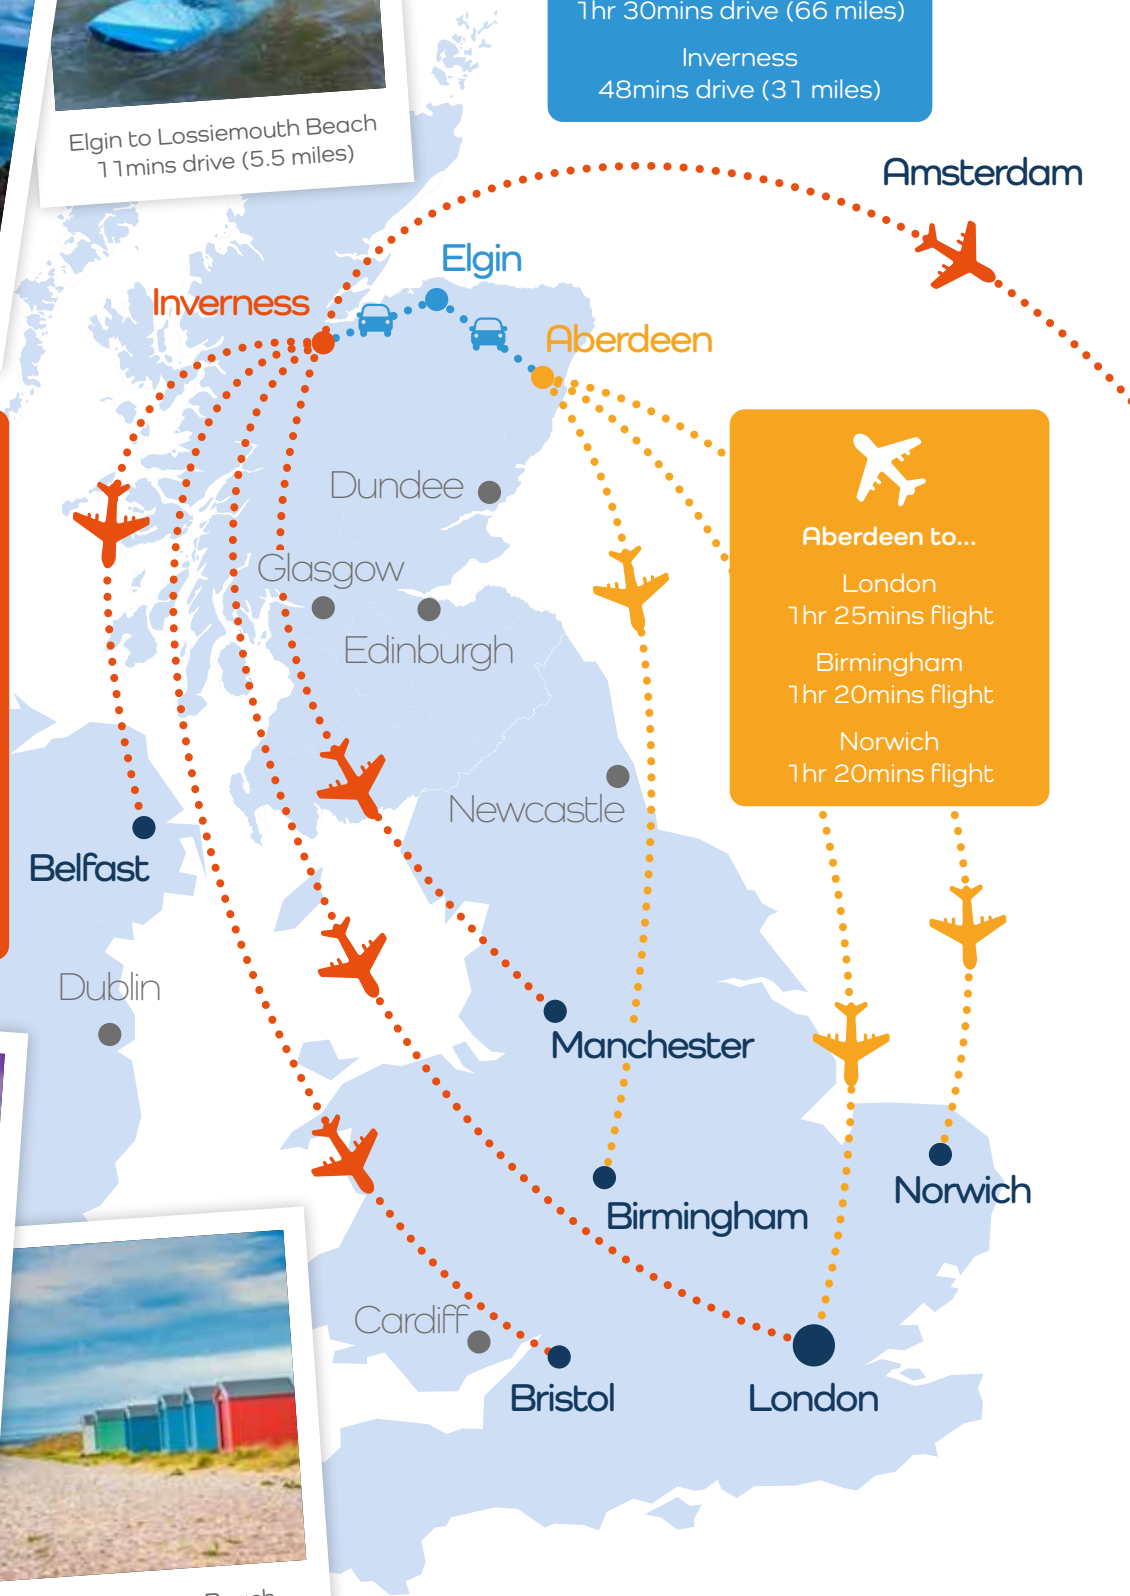 1hr 30mins drive (66 miles)
Inverness
48mins drive (31 miles)
Elgin to Lossiemouth Beach
11mins drive (5.5 miles)
Amsterdam
Elgin
Inverness
Aberdeen
Dundee
Glasgow
Edinburgh
Aberdeen to...
London
1hr 25mins flight
Birmingham
1hr 20mins flight
Norwich
1hr 20mins flight
Newcastle
Belfast
Dublin
Manchester
Norwich
Birmingham
Cardiff
Bristol
London